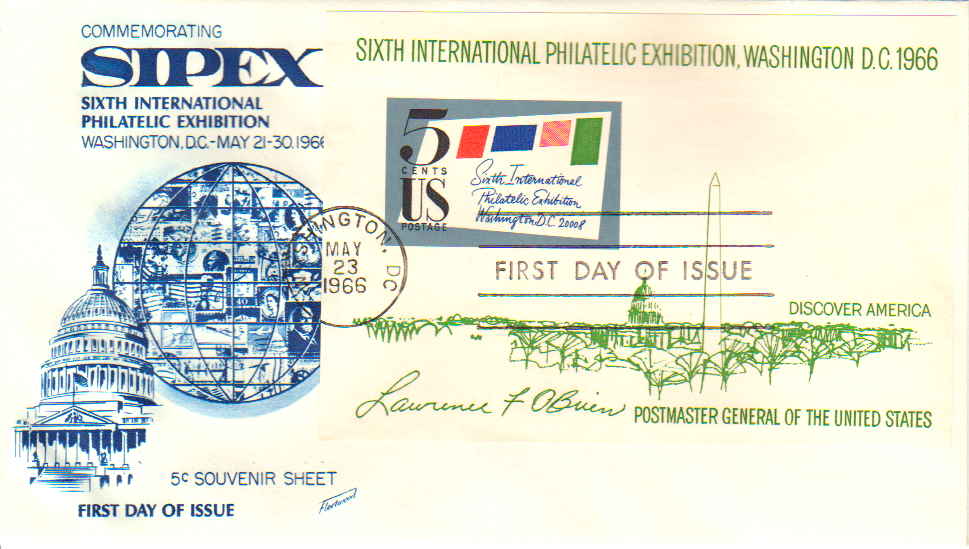 COMMEMORATING
SIPEX
SIXTH INTERNATIONAL
PHILATELIC EXHIBITION
WASHINGTON, D.C.-MAY 21-30, 1966
5¢ SOUVENIR SHEET
FIRST DAY OF ISSUE
Fleetwood
SIXTH INTERNATIONAL PHILATELIC EXHIBITION, WASHINGTON D.C. 1966
5
CENTS
US
POSTAGE
Sixth International
Philatelic Exhibition
Washington D.C. 20008
WASHINGTON, DC
MAY
23
1966
FIRST DAY OF ISSUE
DISCOVER AMERICA
Lawrence F O'Brien
POSTMASTER GENERAL OF THE UNITED STATES